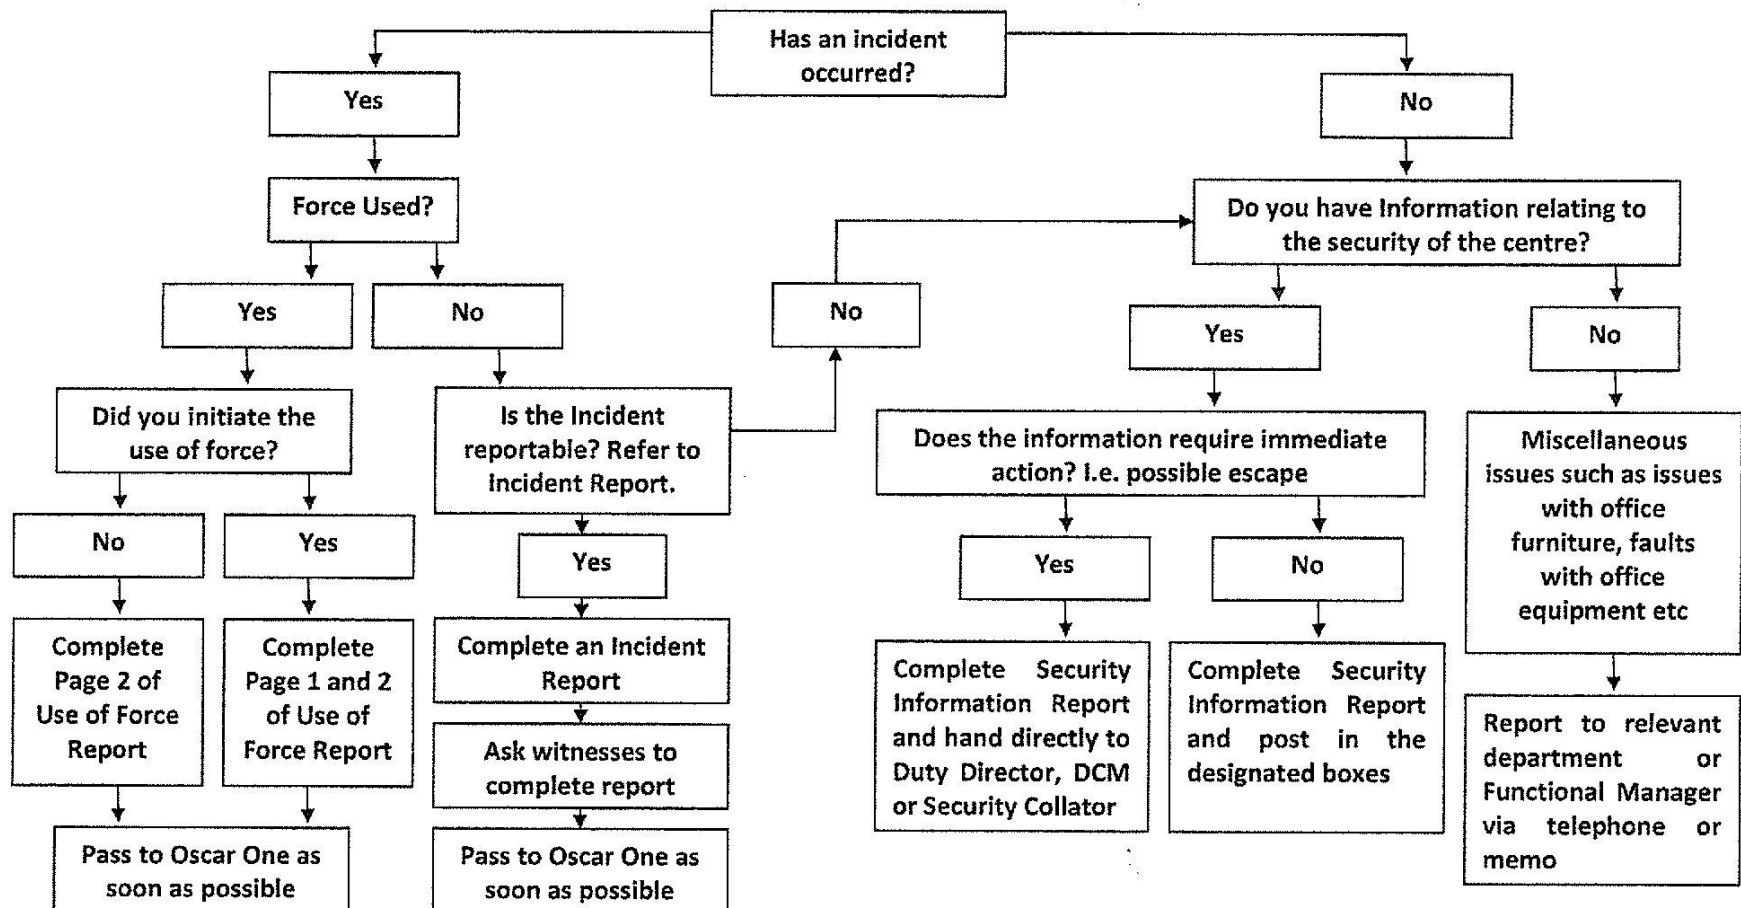 Has an incident
occurred?
Yes
No
Force Used?
Do you have Information relating to
the security of the centre?
Yes
No
No
Yes
No
Did you initiate the
use of force?
Is the Incident
reportable? Refer to
Incident Report.
Does the information require immediate
action? I.e. possible escape
Miscellaneous
issues such as issues
with office
furniture, faults
with office
equipment etc
No
Yes
Yes
Yes
No
Complete
Page 2 of
Use of Force
Report
Complete
Page 1 and 2
of Use of
Force Report
Complete an Incident
Report
Ask witnesses to
complete report
Complete Security
Information Report
and hand directly to
Duty Director, DCM
or Security Collator
Complete Security
Information Report
and post in the
designated boxes
Report to relevant
department or
Functional Manager
via telephone or
memo
Pass to Oscar One as
soon as possible
Pass to Oscar One as
soon as possible